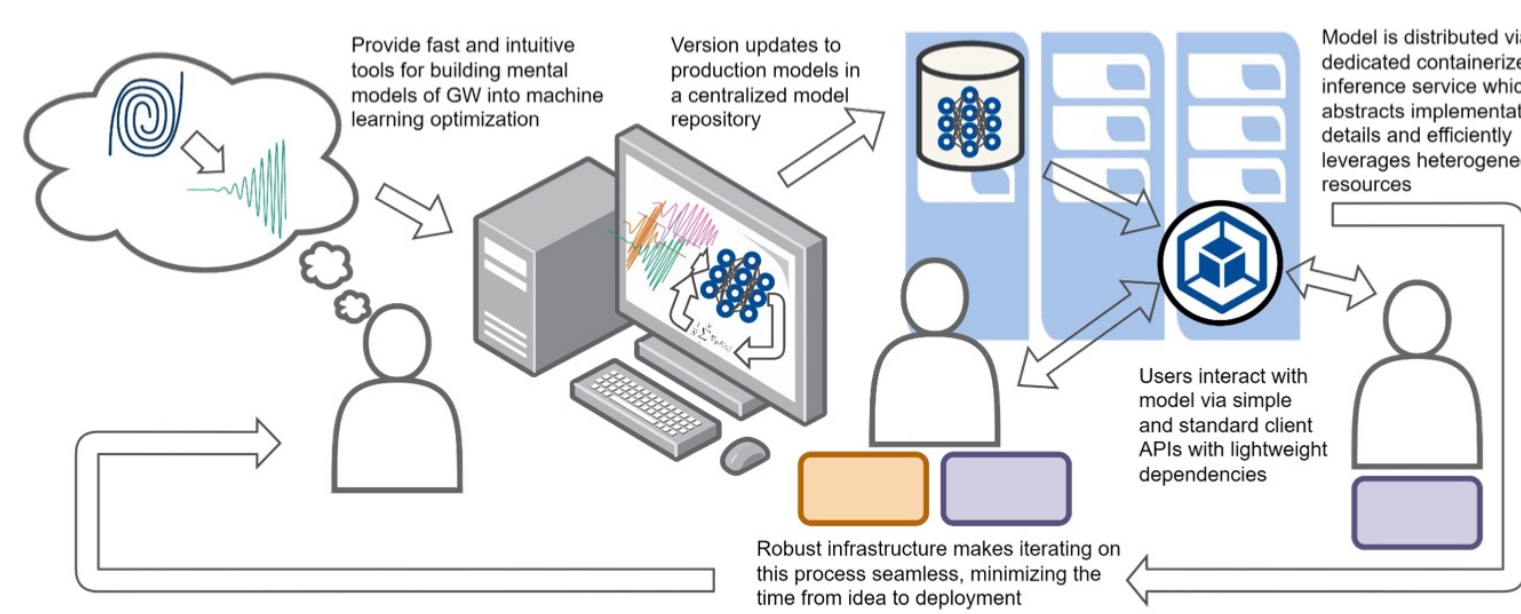 Provide fast and intuitive
tools for building mental
models of GW into machine
learning optimization
Version updates to
production models in
a centralized model
repository
Model is distributed via
dedicated
inference service
abstracts
details and efficiently
leverages
resources
Users interact with
model via simple
and standard client
APIs with lightweight
dependencies
Robust infrastructure makes iterating on
this process seamless, minimizing the
time from idea to deployment